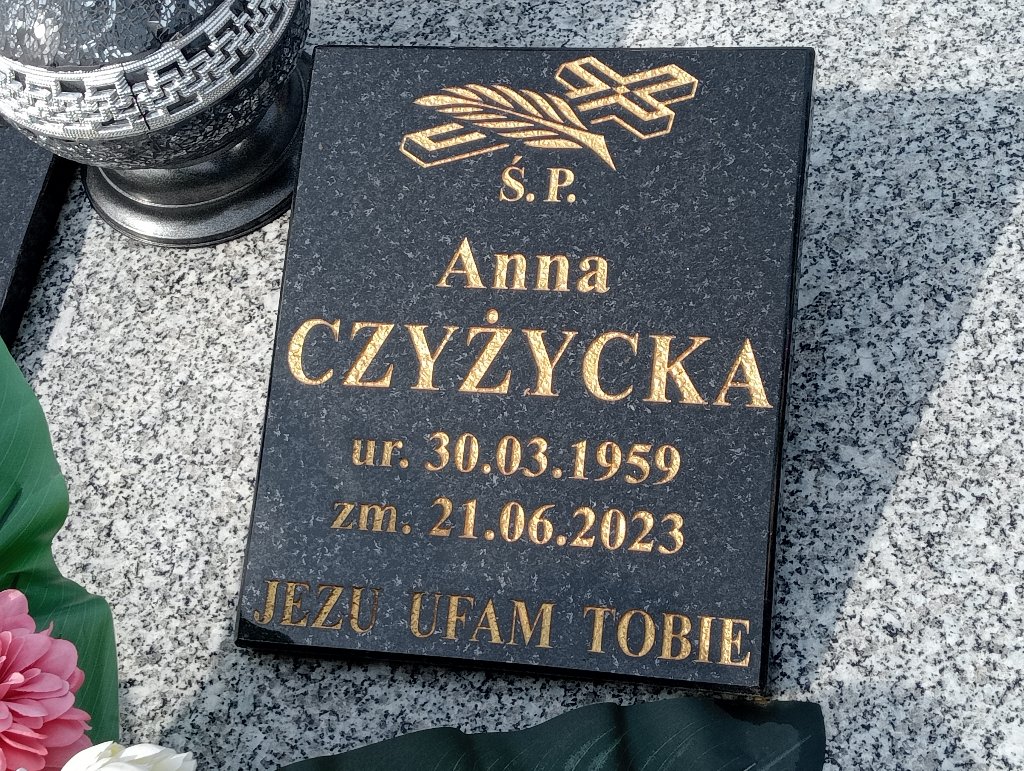 Ś. P.
Anna
CZYŻYCKA
ur. 30.03.1959
zm. 21.06.2023
JEZU UFAM TOBIE